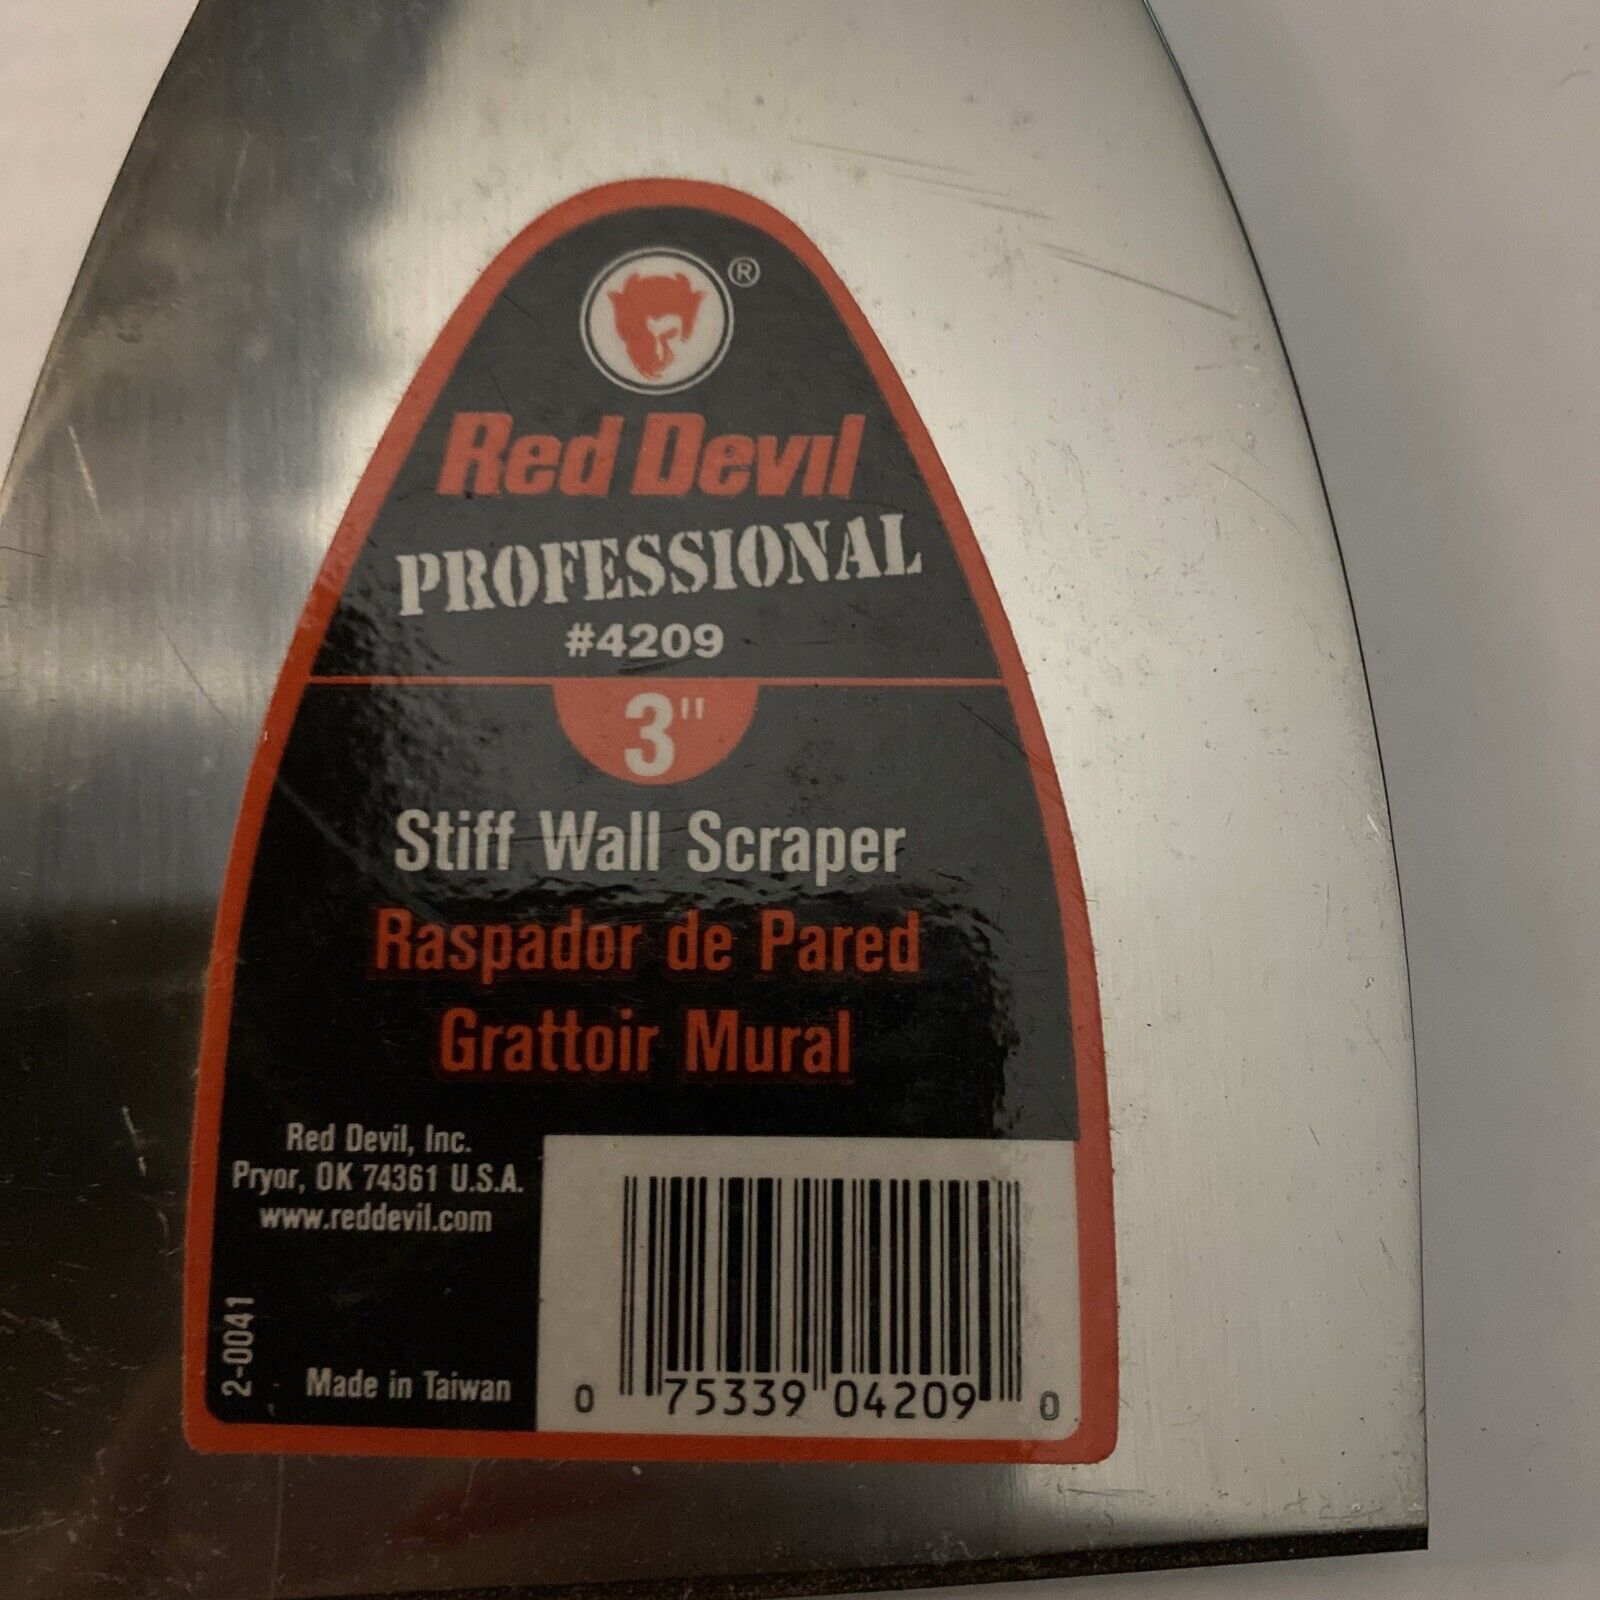 ®
Red Devil
PROFESSIONAL
#4209
3"
Stiff Wall Scraper
Raspador de Pared
Grattoir Mural
Red Devil, Inc.
Pryor, OK 74361 U.S.A.
www.reddevil.com
2-0041
Made in Taiwan
0 75339 04209 0